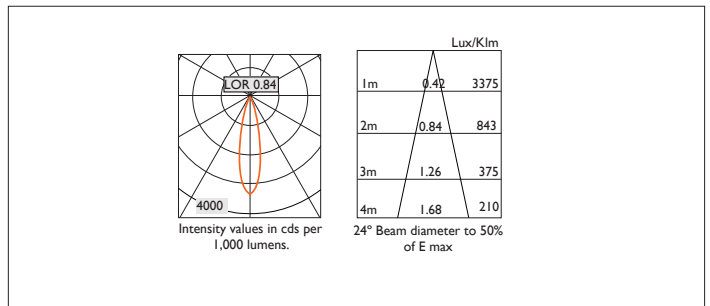 LOR 0.84
4000
Intensity values in cds per
1,000 lumens.
Lux/Klm
1m 0.42 3375
2m 0.84 843
3m 1.26 375
4m 1.68 210
24° Beam diameter to 50%
of E max